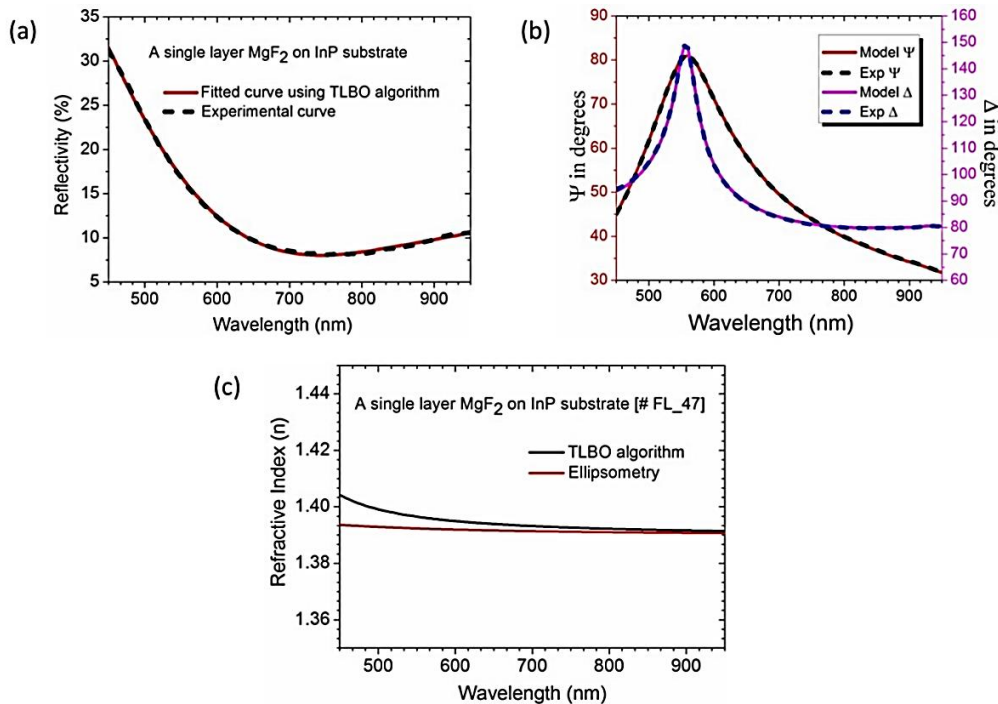 (a)
A single layer MgF2 on InP substrate
Fitted curve using TLBO algorithm
Experimental curve
Reflectivity (%)
35
30
25
20
15
10
5
500 600 700 800 900
Wavelength (nm)
(b)
Model Ψ
Exp Ψ
Model Δ
Exp Δ
Ψ in degrees
90
80
70
60
50
40
30
Δ in degrees
160
150
140
130
120
110
100
90
80
70
60
500 600 700 800 900
Wavelength (nm)
(c)
A single layer MgF2 on InP substrate [# FL_47]
TLBO algorithm
Ellipsometry
Refractive Index (n)
1.44
1.42
1.40
1.38
1.36
500 600 700 800 900
Wavelength (nm)